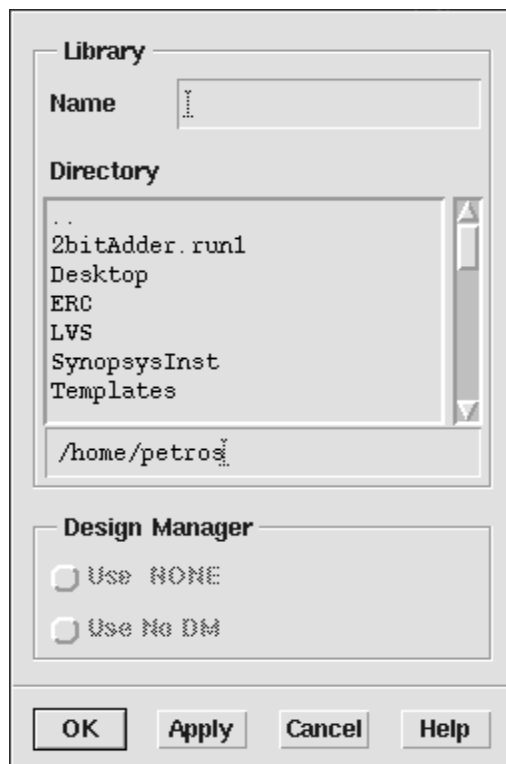 Library
Name
Directory
..
2bitAdder.run1
Desktop
ERC
LVS
SynopsysInst
Templates
/home/petros
Design Manager
Use NONE
Use No DM
OK Apply Cancel Help